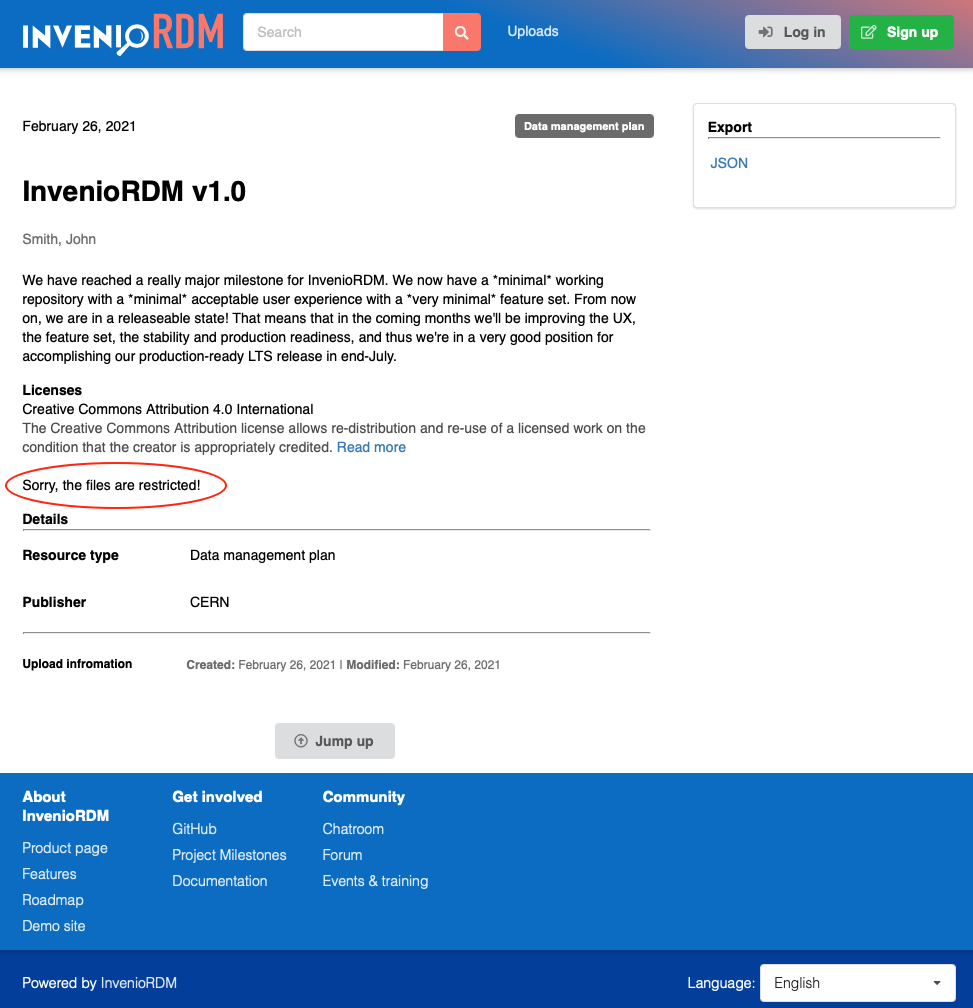 INVENIORDM
Search
Uploads
Log in
Sign up
February 26, 2021
Data management plan
Export
JSON
InvenioRDM v1.0
Smith, John
We have reached a really major milestone for InvenioRDM. We now have a *minimal* working
repository with a *minimal* acceptable user experience with a *very minimal* feature set. From now
on, we are in a releaseable state! That means that in the coming months we'll be improving the UX,
the feature set, the stability and production readiness, and thus we're in a very good position for
accomplishing our production-ready LTS release in end-July.
Licenses
Creative Commons Attribution 4.0 International
The Creative Commons Attribution license allows re-distribution and re-use of a licensed work on the
condition that the creator is appropriately credited. Read more
Sorry, the files are restricted!
Details
Resource type Data management plan
Publisher CERN
Upload infromation Created: February 26, 2021 | Modified: February 26, 2021
Jump up
About
InvenioRDM
Product page
Features
Roadmap
Demo site
Get involved
GitHub
Project Milestones
Documentation
Community
Chatroom
Forum
Events & training
Powered by InvenioRDM
Language: English